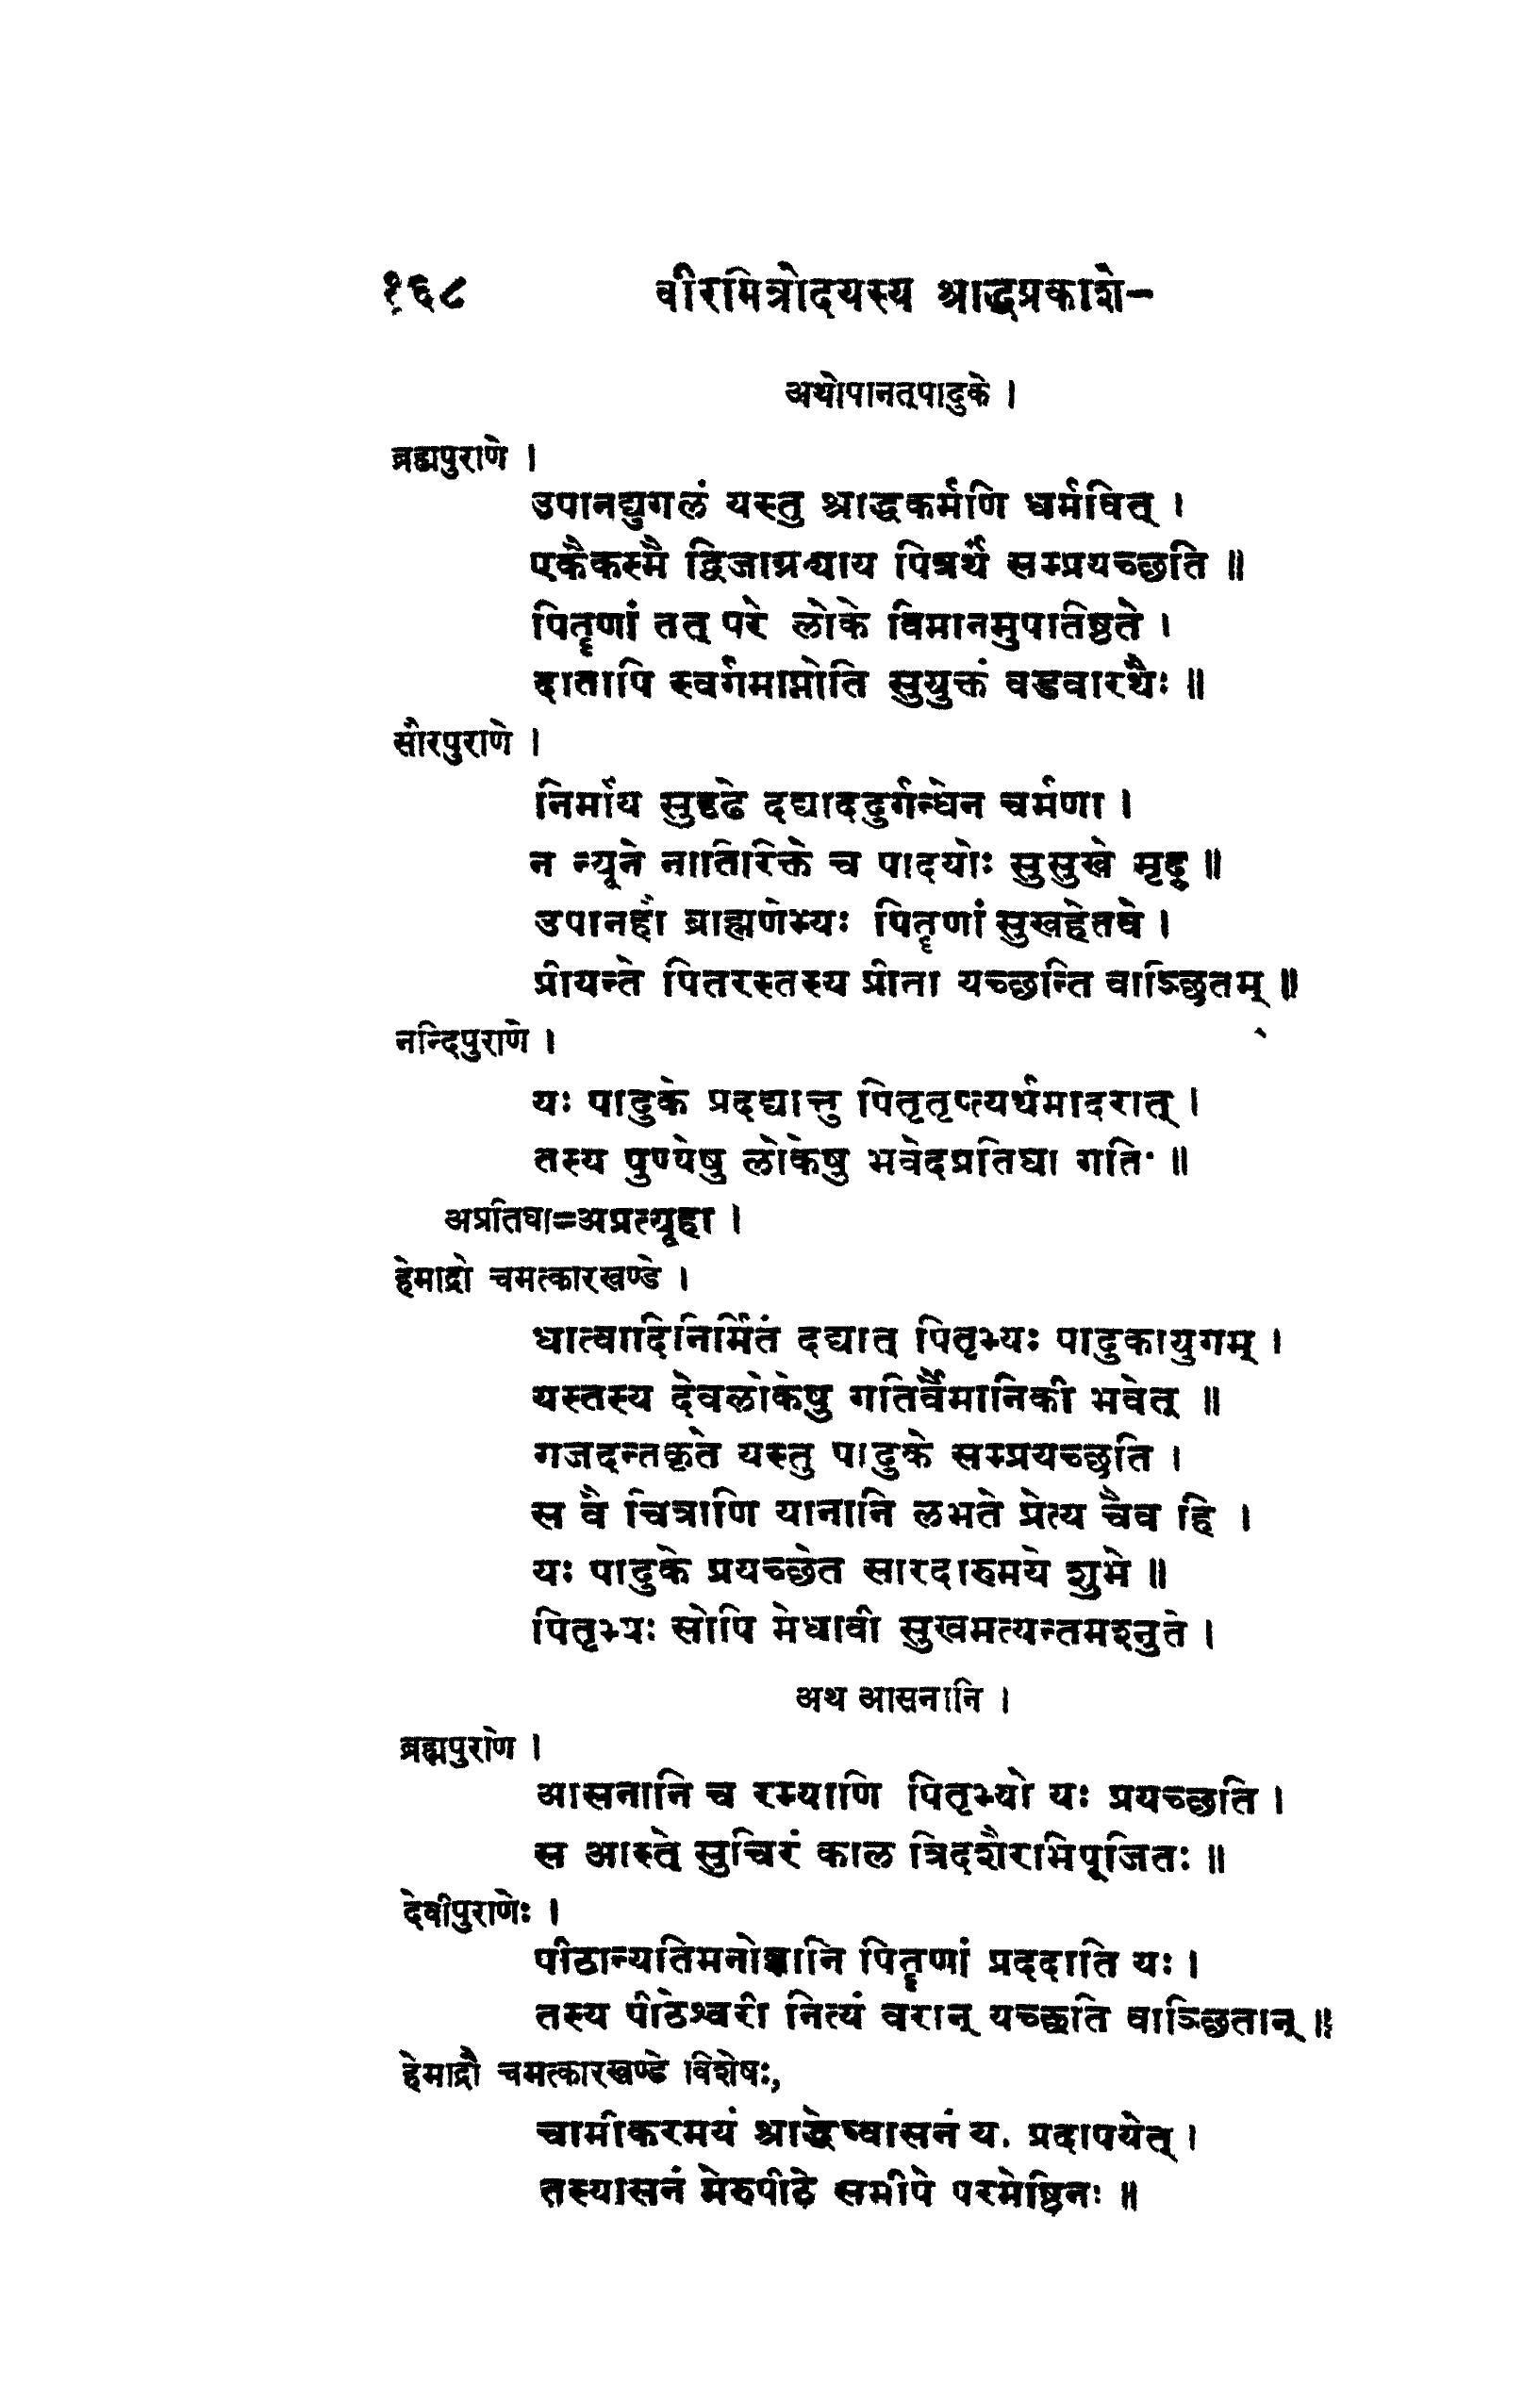 १६८ वीरमित्रोदयस्य श्राद्धप्रकाशे-
अथोपानत्पादुके ।
ब्रह्मपुराणे ।
उपानद्युगलं यस्तु श्राद्धकर्मणि धर्मवित् ।
एकैकस्मै द्विजाग्र्याय पित्रर्थे सम्प्रयच्छति ॥
पितॄणां तत् परे लोके विमानमुपतिष्ठते ।
दातापि स्वर्गमाप्नोति सुयुक्तं वडवारथैः ॥
सौरपुराणे ।
निर्माय सुदृढे दद्याददुर्गन्धेन चर्मणा ।
न न्यूने नातिरिक्ते च पादयोः सुसुखे मृदू ॥
उपानहौ ब्राह्मणेभ्यः पितॄणां सुखहेतवे ।
प्रीयन्ते पितरस्तस्य प्रीता यच्छन्ति वाञ्छितम् ॥
नन्दिपुराणे ।
यः पादुके प्रदद्यात्तु पितृतृप्त्यर्थमादरात् ।
तस्य पुण्येषु लोकेषु भवेदप्रतिघा गतिः ॥
अप्रतिघा=अप्रत्यूहा ।
हेमाद्रौ चमत्कारखण्डे ।
धात्वादिनिर्मितं दद्यात् पितृभ्यः पादुकायुगम् ।
यस्तस्य देवलोकेषु गतिर्वैमानिकी भवेत् ॥
गजदन्तकृते यस्तु पादुके सम्प्रयच्छति ।
स वै चित्राणि यानानि लभते प्रेत्य चैव हि ।
यः पादुके प्रयच्छेत सारदारुमये शुभे ॥
पितृभ्यः सोपि मेधावी सुखमत्यन्तमश्नुते ।
अथ आसनानि ।
ब्रह्मपुराणे ।
आसनानि च रम्याणि पितृभ्यो यः प्रयच्छति ।
स आस्ते सुचिरं काल त्रिदशैरभिपूजितः ॥
देवीपुराणेः ।
पीठान्यतिमनोज्ञानि पितॄणां प्रददाति यः ।
तस्य पीठेश्वरी नित्यं वरान् यच्छति वाञ्छितान् ॥
हेमाद्रौ चमत्कारखण्डे विशेषः,
चामीकरमयं श्राद्धेष्वासनं य. प्रदापयेत् ।
तस्यासनं मेरुपीठे समीपे परमेष्ठिनः ॥